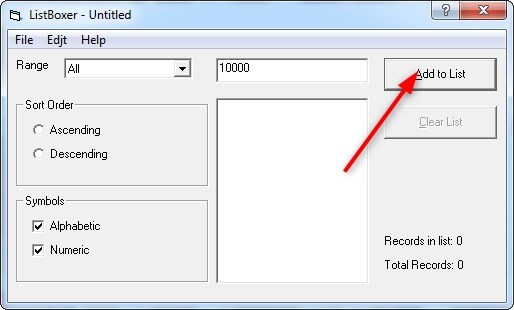 ListBoxer - Untitled
File Edjt Help
Range All 10000 Add to List
Sort Order
Clear List
Ascending
Descending
Symbols
Alphabetic
Numeric
Records in list: 0
Total Records: 0